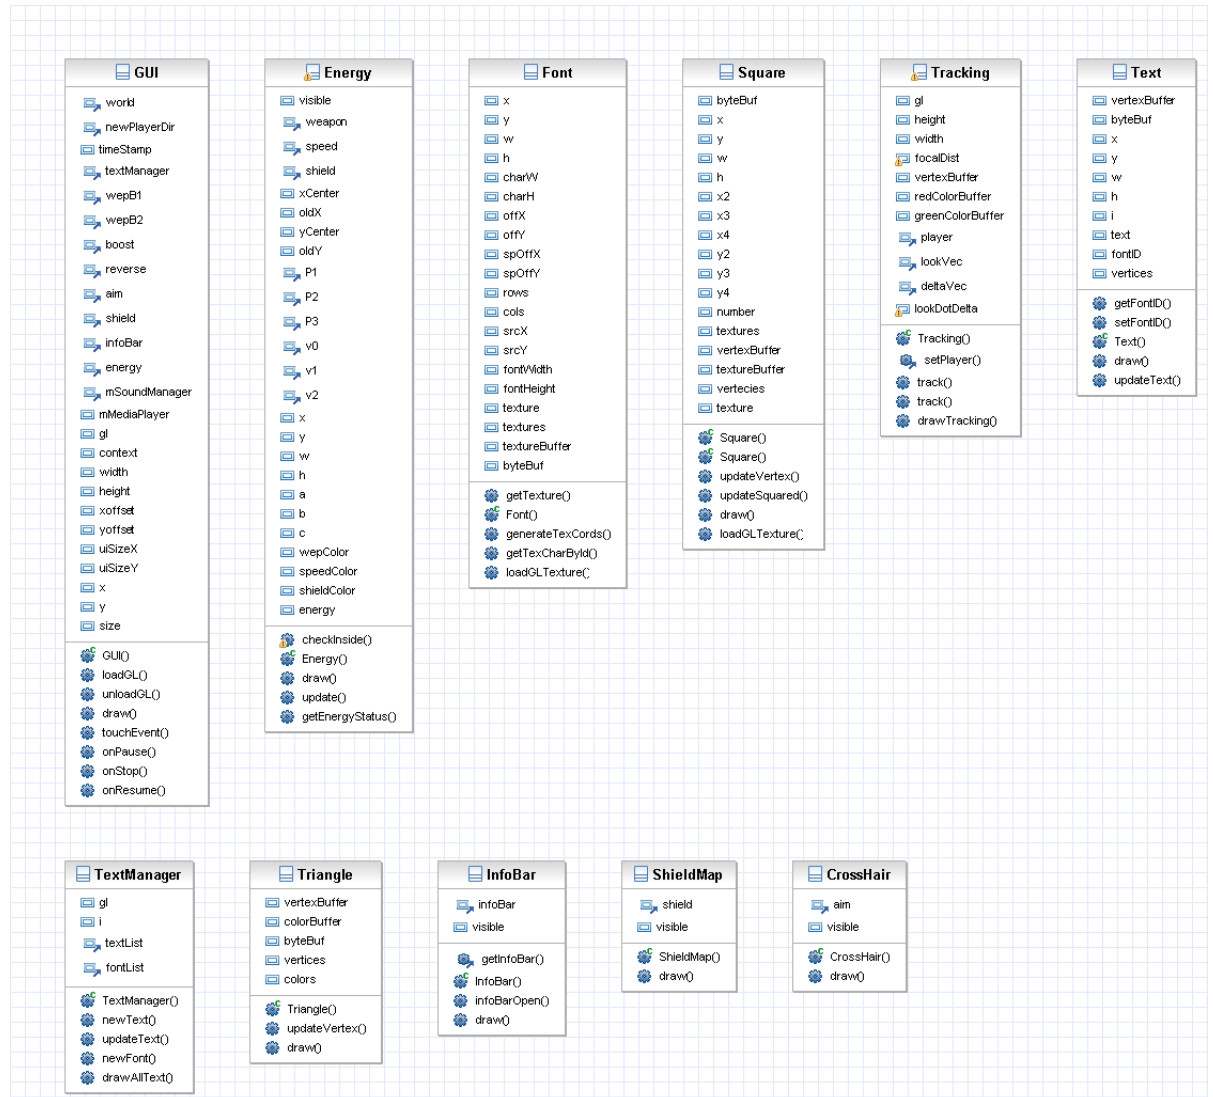 GUI
world
newPlayerDir
timeStamp
textManager
wepB1
wepB2
boost
reverse
aim
shield
infoBar
energy
mSoundManager
mMediaPlayer
gl
context
width
height
xoffset
yoffset
uiSizeX
uiSizeY
x
y
size
GUI()
loadGL()
unloadGL()
draw()
touchEvent()
onPause()
onStop()
onResume()
Energy
visible
weapon
speed
shield
xCenter
oldX
yCenter
oldY
P1
P2
P3
v0
v1
v2
x
y
w
h
a
b
c
wepColor
speedColor
shieldColor
energy
checkInside()
Energy()
draw()
update()
getEnergyStatus()
Font
x
y
w
h
charW
charH
offX
offY
spOffX
spOffY
rows
cols
srcX
srcY
fontWidth
fontHeight
texture
textures
textureBuffer
byteBuf
getTexture()
Font()
generateTexCords()
getTexCharById()
loadGLTexture()
Square
byteBuf
x
y
w
h
x2
x3
x4
y2
y3
y4
number
textures
vertexBuffer
textureBuffer
vertecies
texture
Square()
Square()
updateVertex()
updateSquared()
draw()
loadGLTexture()
Tracking
gl
height
width
focalDist
vertexBuffer
redColorBuffer
greenColorBuffer
player
lookVec
deltaVec
lookDotDelta
Tracking()
setPlayer()
track()
track()
drawTracking()
Text
vertexBuffer
byteBuf
x
y
w
h
i
text
fontID
vertices
getFontID()
setFontID()
Text()
draw()
updateText()
TextManager
gl
i
textList
fontList
TextManager()
newText()
updateText()
newFont()
drawAllText()
Triangle
vertexBuffer
colorBuffer
byteBuf
vertices
colors
Triangle()
updateVertex()
draw()
InfoBar
infoBar
visible
getInfoBar()
InfoBar()
infoBarOpen()
draw()
ShieldMap
shield
visible
ShieldMap()
draw()
CrossHair
aim
visible
CrossHair()
draw()